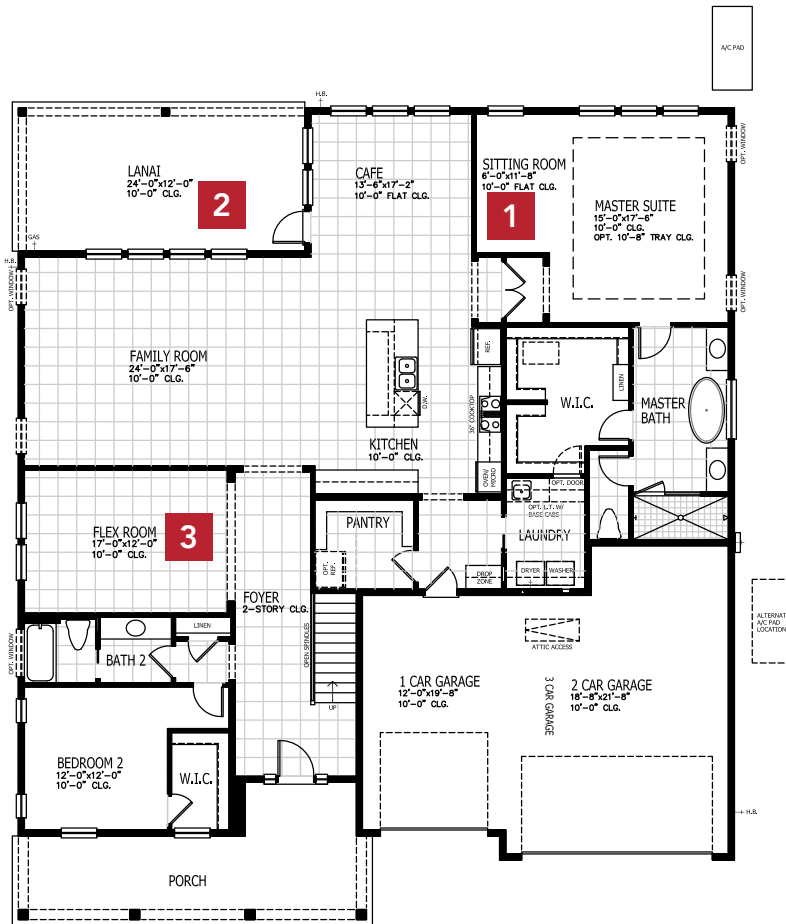 A/C PAD
H.B.
LANAI
24'-0"x12'-0"
10'-0" CLG.
2
CAFE
13'-6"x17'-2"
10'-0" FLAT CLG.
SITTING ROOM
6'-0"x11'-8"
10'-0" FLAT CLG.
1
MASTER SUITE
15'-0"x17'-6"
10'-0" CLG.
OPT. 10'-8" TRAY CLG.
OPT. WINDOW
GAS
H.B.
OPT. WINDOW
OPT. WINDOW
FAMILY ROOM
24'-0"x17'-6"
10'-0" CLG.
REF.
D.W.
36" COOKTOP
KITCHEN
10'-0" CLG.
OVEN/
MICRO
W.I.C.
LINEN
MASTER
BATH
OPT. DOOR
FLEX ROOM
17'-0"x12'-0"
10'-0" CLG.
3
PANTRY
OPT.
REF.
OPT. L.T. W/
BASE CABS
LAUNDRY
DRYER
WASHER
DROP
ZONE
FOYER
2-STORY CLG.
OPEN SPINDLES
UP
LINEN
OPT. WINDOW
BATH 2
ATTIC ACCESS
ALTERNAT
A/C PAD
LOCATION
1 CAR GARAGE
12'-0"x19'-8"
10'-0" CLG.
3 CAR GARAGE
2 CAR GARAGE
18'-8"x21'-8"
10'-0" CLG.
BEDROOM 2
12'-0"x12'-0"
10'-0" CLG.
W.I.C.
H.B.
PORCH